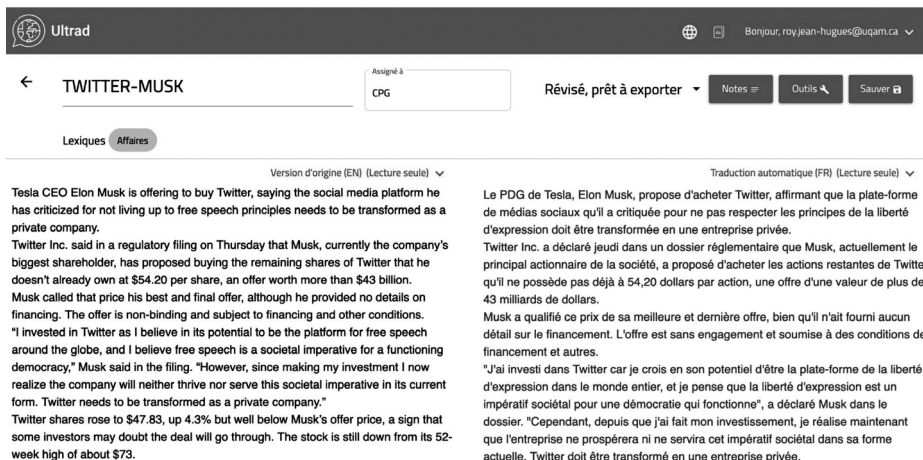 Ultrad
Bonjour, roy.jean-hugues@uqam.ca
TWITTER-MUSK
Assigné à
CPG
Révisé, prêt à exporter
Notes
Outils
Sauver
Lexiques Affaires
Version d'origine (EN) (Lecture seule)
Tesla CEO Elon Musk is offering to buy Twitter, saying the social media platform he
has criticized for not living up to free speech principles needs to be transformed as a
private company.
Twitter Inc. said in a regulatory filing on Thursday that Musk, currently the company's
biggest shareholder, has proposed buying the remaining shares of Twitter that he
doesn't already own at $54.20 per share, an offer worth more than $43 billion.
Musk called that price his best and final offer, although he provided no details on
financing. The offer is non-binding and subject to financing and other conditions.
“I invested in Twitter as I believe in its potential to be the platform for free speech
around the globe, and I believe free speech is a societal imperative for a functioning
democracy,” Musk said in the filing. “However, since making my investment I now
realize the company will neither thrive nor serve this societal imperative in its current
form. Twitter needs to be transformed as a private company.”
Twitter shares rose to $47.83, up 4.3% but well below Musk's offer price, a sign that
some investors may doubt the deal will go through. The stock is still down from its 52-
week high of about $73.
Traduction automatique (FR) (Lecture seule)
Le PDG de Tesla, Elon Musk, propose d'acheter Twitter, affirmant que la plate-forme
de médias sociaux qu'il a critiquée pour ne pas respecter les principes de la liberté
d'expression doit être transformée en une entreprise privée.
Twitter Inc. a déclaré jeudi dans un dossier réglementaire que Musk, actuellement le
principal actionnaire de la société, a proposé d'acheter les actions restantes de Twitte
qu'il ne possède pas déjà à 54,20 dollars par action, une offre d'une valeur de plus de
43 milliards de dollars.
Musk a qualifié ce prix de sa meilleure et dernière offre, bien qu'il n'ait fourni aucun
détail sur le financement. L'offre est sans engagement et soumise à des conditions de
financement et autres.
"J'ai investi dans Twitter car je crois en son potentiel d'être la plate-forme de la liberté
d'expression dans le monde entier, et je pense que la liberté d'expression est un
impératif sociétal pour une démocratie qui fonctionne", a déclaré Musk dans le
dossier. "Cependant, depuis que j'ai fait mon investissement, je réalise maintenant
que l'entreprise ne prospérera ni ne servira cet impératif sociétal dans sa forme
actuelle. Twitter doit être transformé en une entreprise privée.